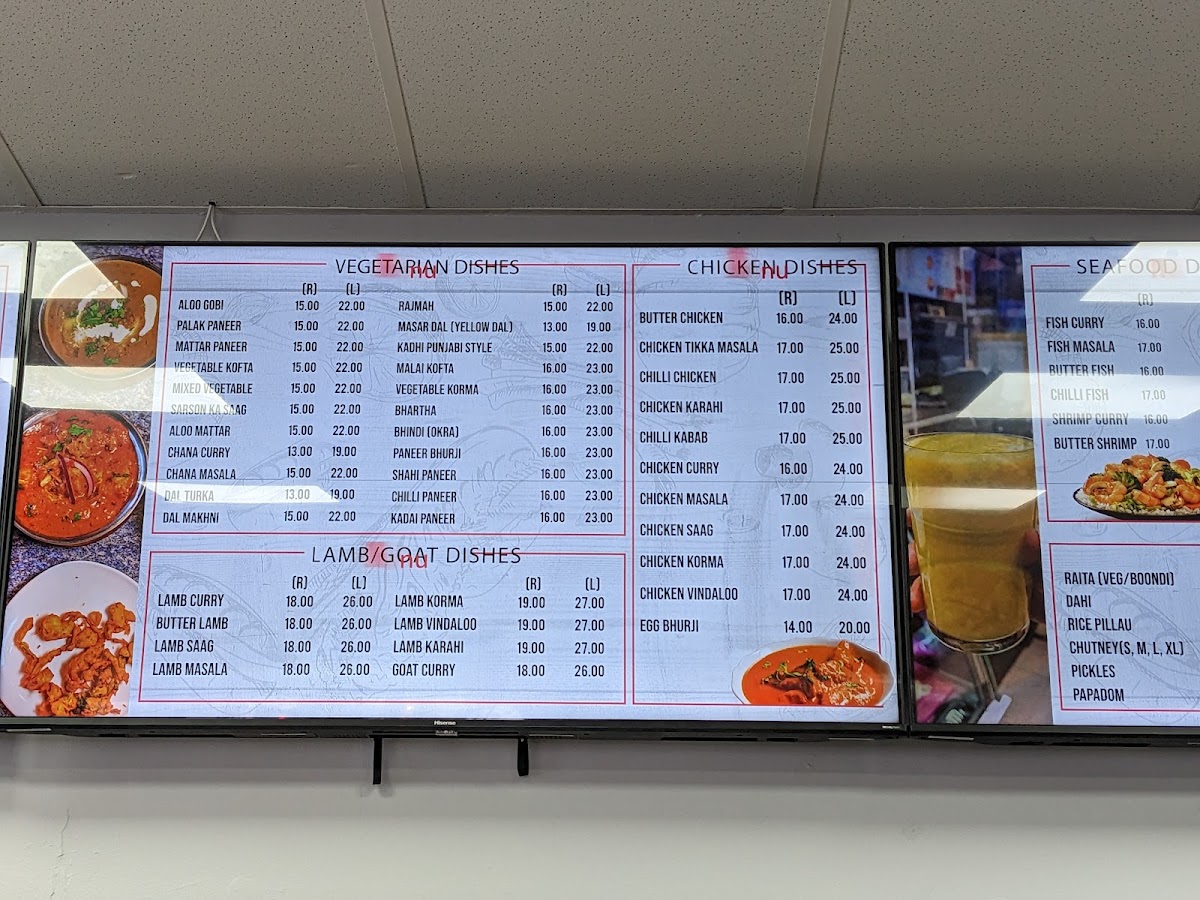 VEGETARIAN DISHES
nu
(R) (L) (R) (L)
ALOO GOBI 15.00 22.00 RAJMAH 15.00 22.00
PALAK PANEER 15.00 22.00 MASAR DAL (YELLOW DAL) 13.00 19.00
MATTAR PANEER 15.00 22.00 KADHI PUNJABI STYLE 15.00 22.00
VEGETABLE KOFTA 15.00 22.00 MALAI KOFTA 16.00 23.00
MIXED VEGETABLE 15.00 22.00 VEGETABLE KORMA 16.00 23.00
SARSON KA SAAG 15.00 22.00 BHARTHA 16.00 23.00
ALOO MATTAR 15.00 22.00 BHINDI (OKRA) 16.00 23.00
CHANA CURRY 13.00 19.00 PANEER BHURJI 16.00 23.00
CHANA MASALA 15.00 22.00 SHAHI PANEER 16.00 23.00
DAL TURKA 13.00 19.00 CHILLI PANEER 16.00 23.00
DAL MAKHNI 15.00 22.00 KADAI PANEER 16.00 23.00
LAMB/GOAT DISHES
nu
(R) (L) (R) (L)
LAMB CURRY 18.00 26.00 LAMB KORMA 19.00 27.00
BUTTER LAMB 18.00 26.00 LAMB VINDALOO 19.00 27.00
LAMB SAAG 18.00 26.00 LAMB KARAHI 19.00 27.00
LAMB MASALA 18.00 26.00 GOAT CURRY 18.00 26.00
CHICKEN DISHES
nu
(R) (L)
BUTTER CHICKEN 16.00 24.00
CHICKEN TIKKA MASALA 17.00 25.00
CHILLI CHICKEN 17.00 25.00
CHICKEN KARAHI 17.00 25.00
CHILLI KABAB 17.00 25.00
CHICKEN CURRY 16.00 24.00
CHICKEN MASALA 17.00 24.00
CHICKEN SAAG 17.00 24.00
CHICKEN KORMA 17.00 24.00
CHICKEN VINDALOO 17.00 24.00
EGG BHURJI 14.00 20.00
Hisense
SEAFOOD D
(R)
FISH CURRY 16.00
FISH MASALA 17.00
BUTTER FISH 16.00
CHILLI FISH 17.00
SHRIMP CURRY 16.00
BUTTER SHRIMP 17.00
RAITA (VEG/BOONDI)
DAHI
RICE PILLAU
CHUTNEY(S, M, L, XL)
PICKLES
PAPADOM